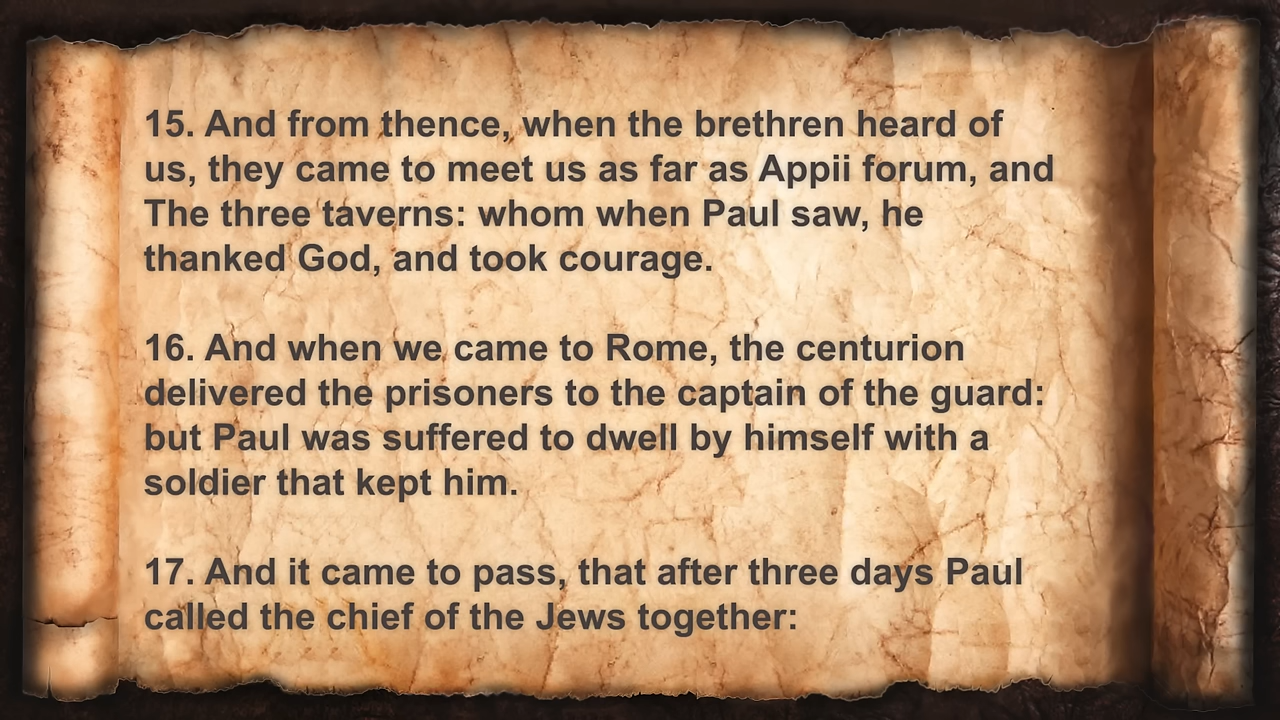 15. And from thence, when the brethren heard of
us, they came to meet us as far as Appii forum, and
The three taverns: whom when Paul saw, he
thanked God, and took courage.
16. And when we came to Rome, the centurion
delivered the prisoners to the captain of the guard:
but Paul was suffered to dwell by himself with a
soldier that kept him.
17. And it came to pass, that after three days Paul
called the chief of the Jews together: